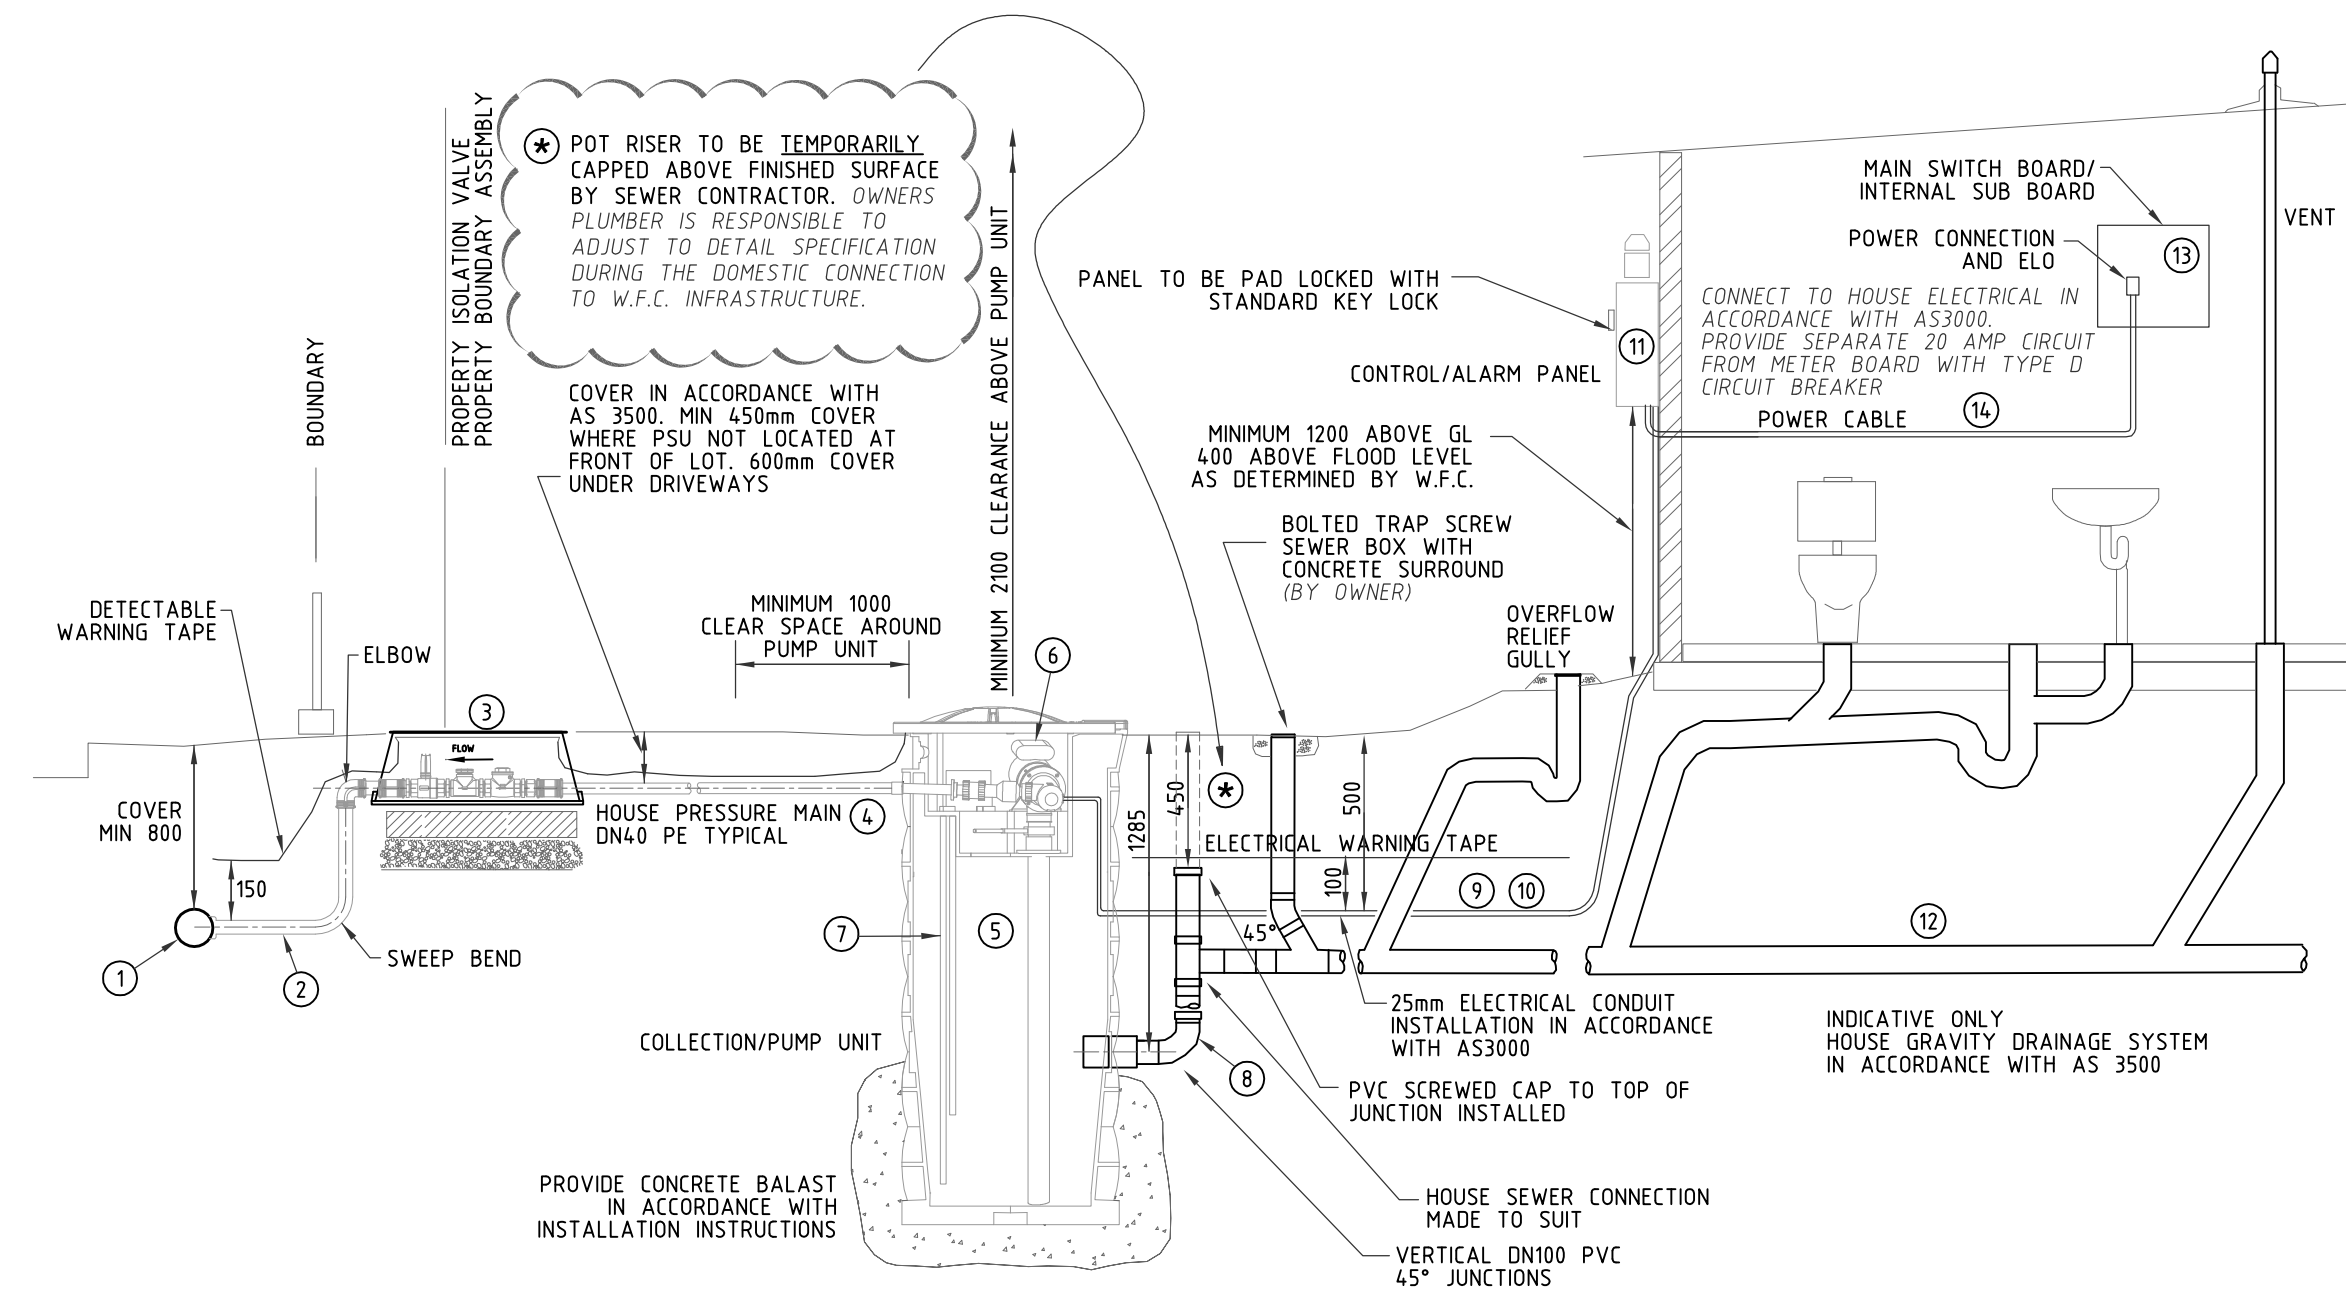 PROPERTY ISOLATION VALVE
PROPERTY BOUNDARY ASSEMBLY
BOUNDARY
* POT RISER TO BE TEMPORARILY
CAPPED ABOVE FINISHED SURFACE
BY SEWER CONTRACTOR. OWNERS
PLUMBER IS RESPONSIBLE TO
ADJUST TO DETAIL SPECIFICATION
DURING THE DOMESTIC CONNECTION
TO W.F.C. INFRASTRUCTURE.
COVER IN ACCORDANCE WITH
AS 3500. MIN 450mm COVER
WHERE PSU NOT LOCATED AT
FRONT OF LOT. 600mm COVER
UNDER DRIVEWAYS
MINIMUM 2100 CLEARANCE ABOVE PUMP UNIT
MINIMUM 1000
CLEAR SPACE AROUND
PUMP UNIT
PANEL TO BE PAD LOCKED WITH
STANDARD KEY LOCK
11
CONTROL/ALARM PANEL
MINIMUM 1200 ABOVE GL
400 ABOVE FLOOD LEVEL
AS DETERMINED BY W.F.C.
BOLTED TRAP SCREW
SEWER BOX WITH
CONCRETE SURROUND
(BY OWNER)
OVERFLOW
RELIEF
GULLY
MAIN SWITCH BOARD/
INTERNAL SUB BOARD
POWER CONNECTION
AND ELO
13
VENT
CONNECT TO HOUSE ELECTRICAL IN
ACCORDANCE WITH AS3000.
PROVIDE SEPARATE 20 AMP CIRCUIT
FROM METER BOARD WITH TYPE D
CIRCUIT BREAKER
POWER CABLE
14
DETECTABLE
WARNING TAPE
ELBOW
3
FLOW
6
COVER
MIN 800
150
HOUSE PRESSURE MAIN
DN40 PE TYPICAL
4
1
2
SWEEP BEND
7
5
1285
450
*
500
ELECTRICAL WARNING TAPE
100
9
10
45°
12
COLLECTION/PUMP UNIT
8
25mm ELECTRICAL CONDUIT
INSTALLATION IN ACCORDANCE
WITH AS3000
INDICATIVE ONLY
HOUSE GRAVITY DRAINAGE SYSTEM
IN ACCORDANCE WITH AS 3500
PVC SCREWED CAP TO TOP OF
JUNCTION INSTALLED
PROVIDE CONCRETE BALAST
IN ACCORDANCE WITH
INSTALLATION INSTRUCTIONS
HOUSE SEWER CONNECTION
MADE TO SUIT
VERTICAL DN100 PVC
45° JUNCTIONS